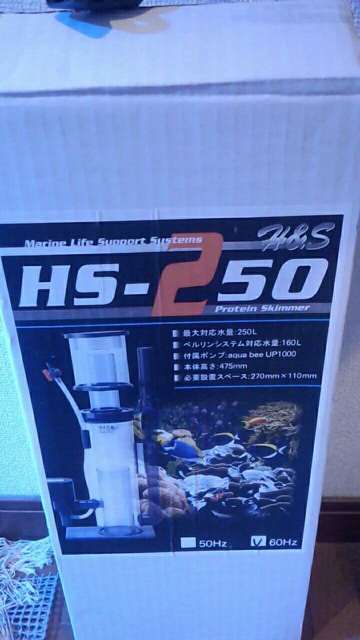 Marine Life Support Systems
H&S
HS-250
Protein Skimmer
■ 最大対応水量:250L
■ ベルリンシステム対応水量:160L
■ 付属ポンプ:aqua bee UP1000
■ 本体高さ:475mm
■ 必要設置スペース:270mm×110mm
50Hz
60Hz